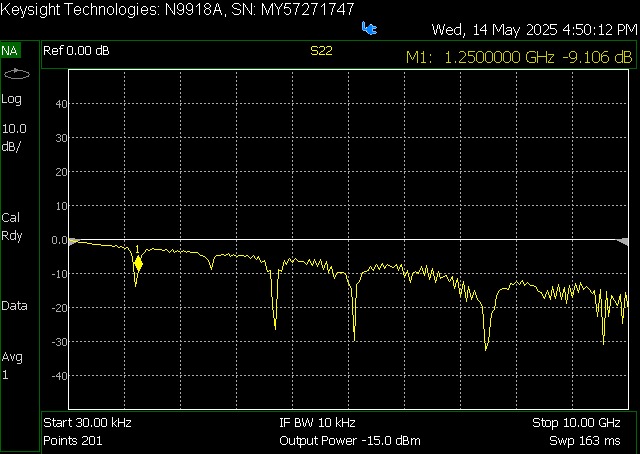 Keysight Technologies: N9918A, SN: MY57271747
Wed, 14 May 2025 4:50:12 PM
NA
Ref 0.00 dB
S22
M1: 1.2500000 GHz -9.106 dB
Log
10.0
dB/
Cal
Rdy
Data
Avg
1
40
30
20
10
0.0
-10
-20
-30
-40
1
Start 30.00 kHz
IF BW 10 kHz
Stop 10.00 GHz
Points 201
Output Power -15.0 dBm
Swp 163 ms